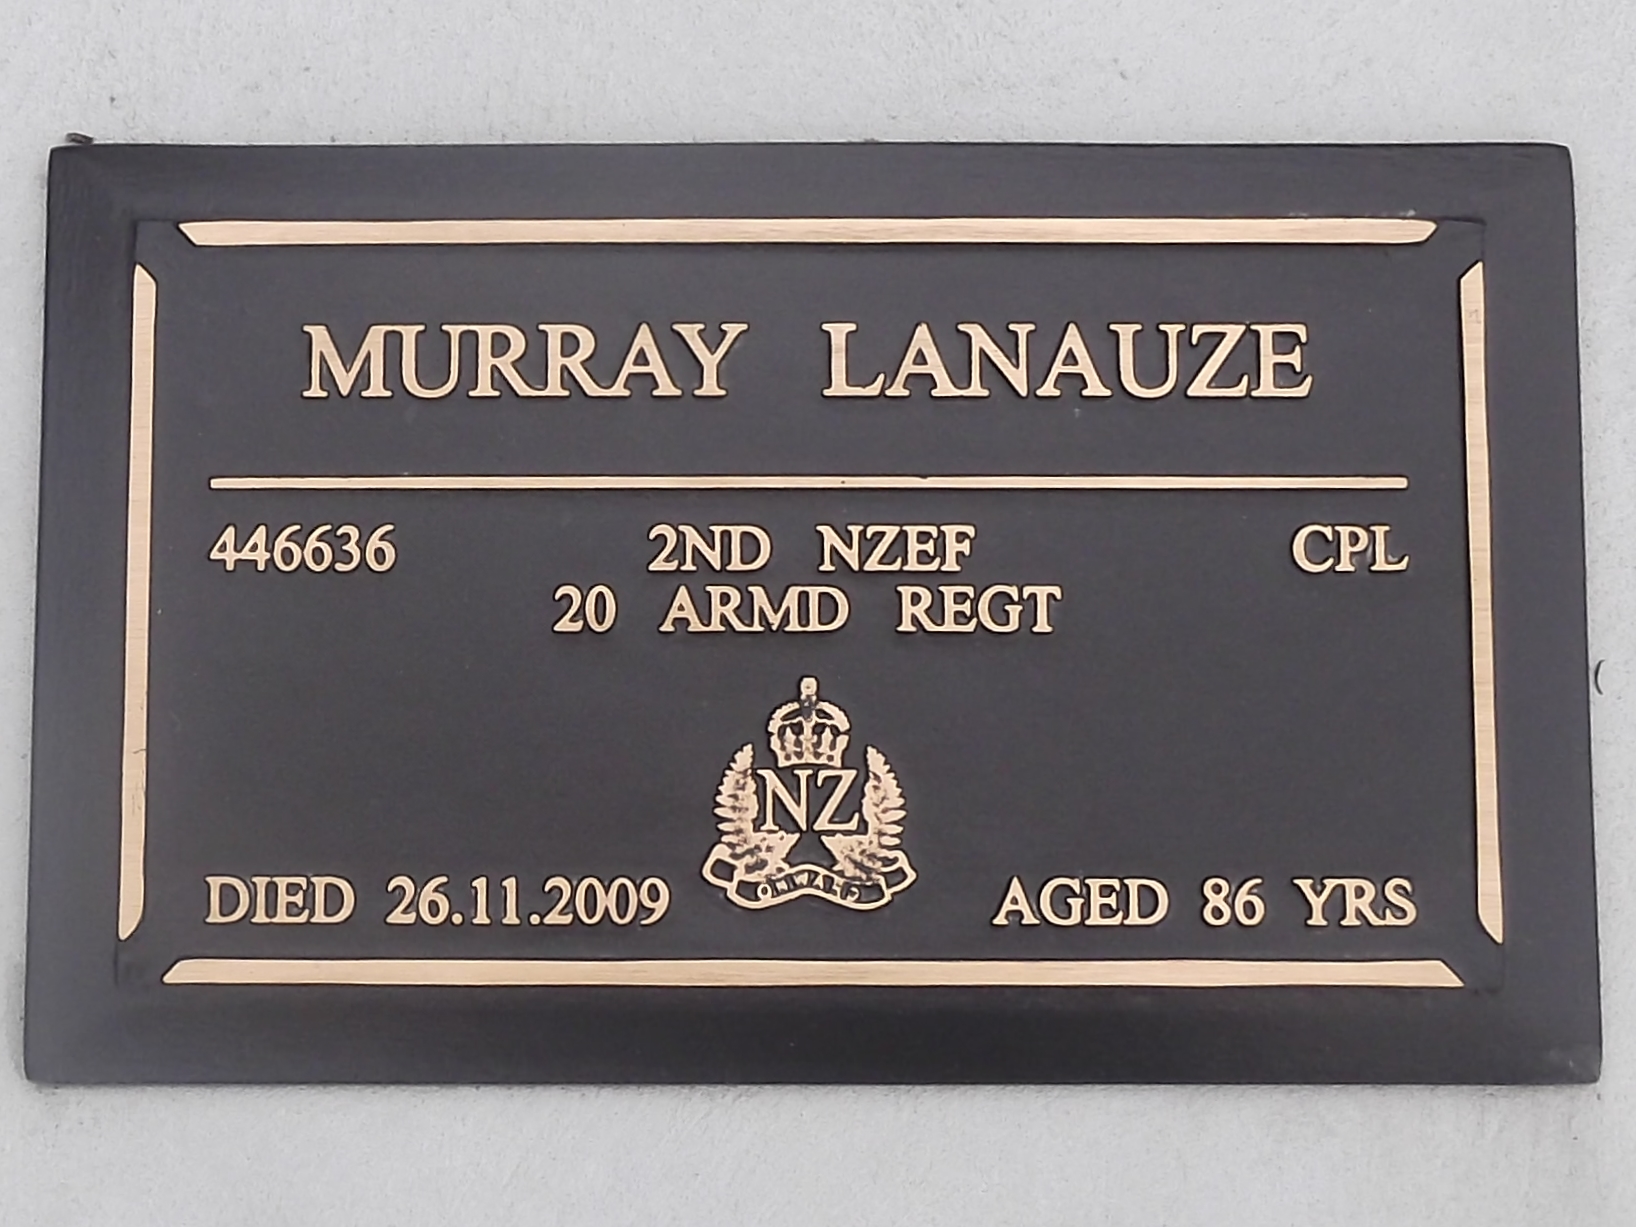 MURRAY LANAUZE
446636 2ND NZEF CPL
20 ARMD REGT
NZ
ONWARD
DIED 26.11.2009 AGED 86 YRS